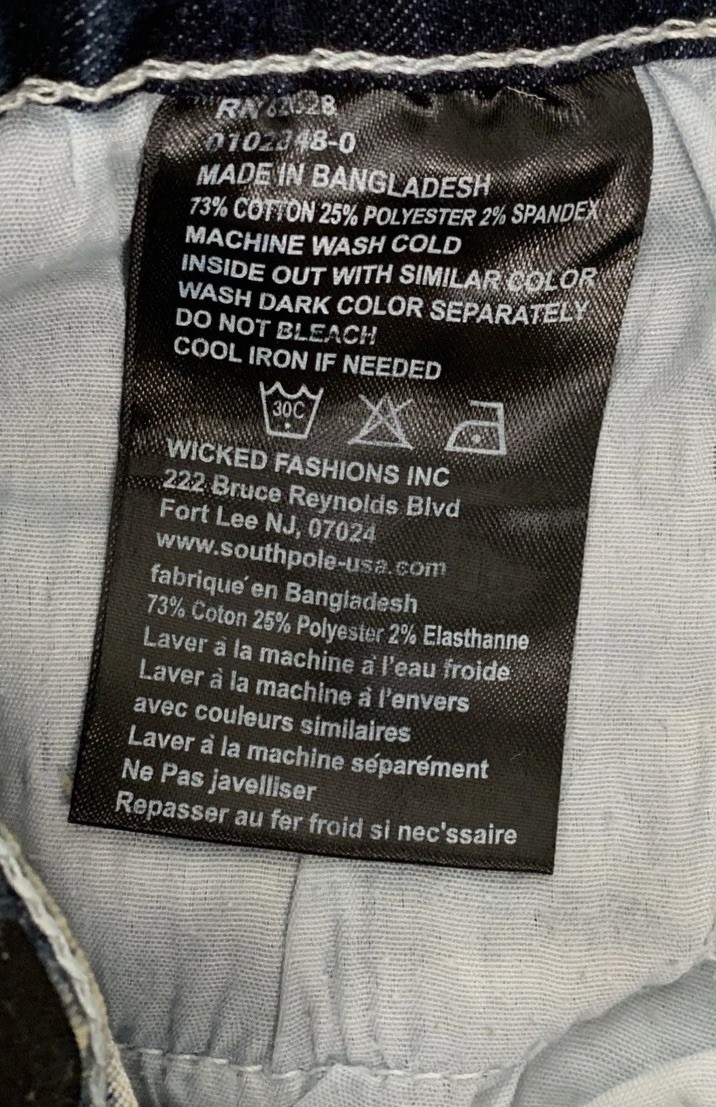 MADE IN BANGLADESH
73% COTTON 25% POLYESTER 2% SPANDEX
MACHINE WASH COLD
INSIDE OUT WITH SIMILAR COLOR
WASH DARK COLOR SEPARATELY
DO NOT BLEACH
COOL IRON IF NEEDED
30C
WICKED FASHIONS INC
222 Bruce Reynolds Blvd
Fort Lee NJ, 07024
www.southpole-usa.com
fabrique´ en Bangladesh
73% Coton 25% Polyester 2% Elasthanne
Laver à la machine a´ l'eau froide
Laver à la machine á l'envers
avec couleurs similaires
Laver à la machine séparément
Ne Pas javelliser
Repasser au fer froid si nec'ssaire